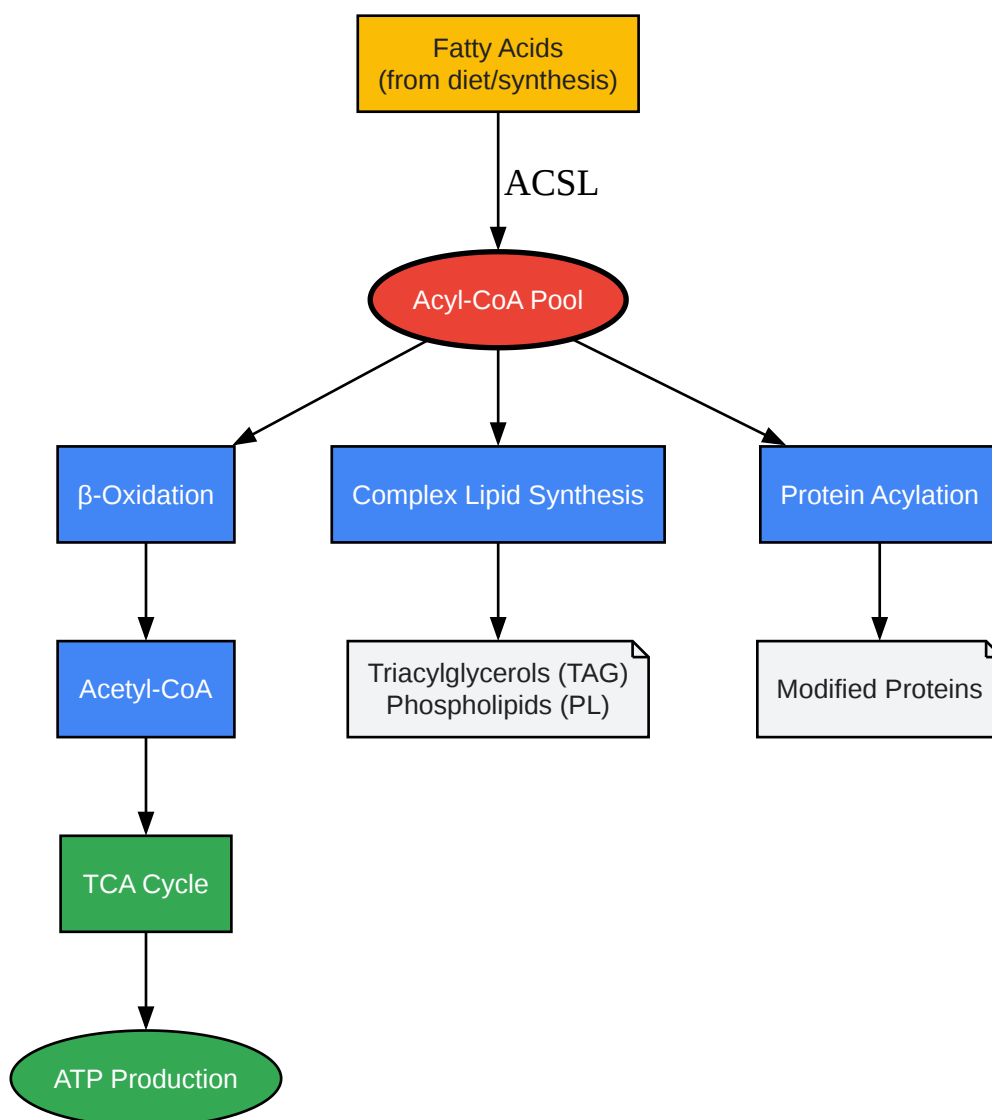 Fatty Acids
(from diet/synthesis)
ACSL
Acyl-CoA Pool
β-Oxidation
Complex Lipid Synthesis
Protein Acylation
Acetyl-CoA
Triacylglycerols (TAG)
Phospholipids (PL)
Modified Proteins
TCA Cycle
ATP Production